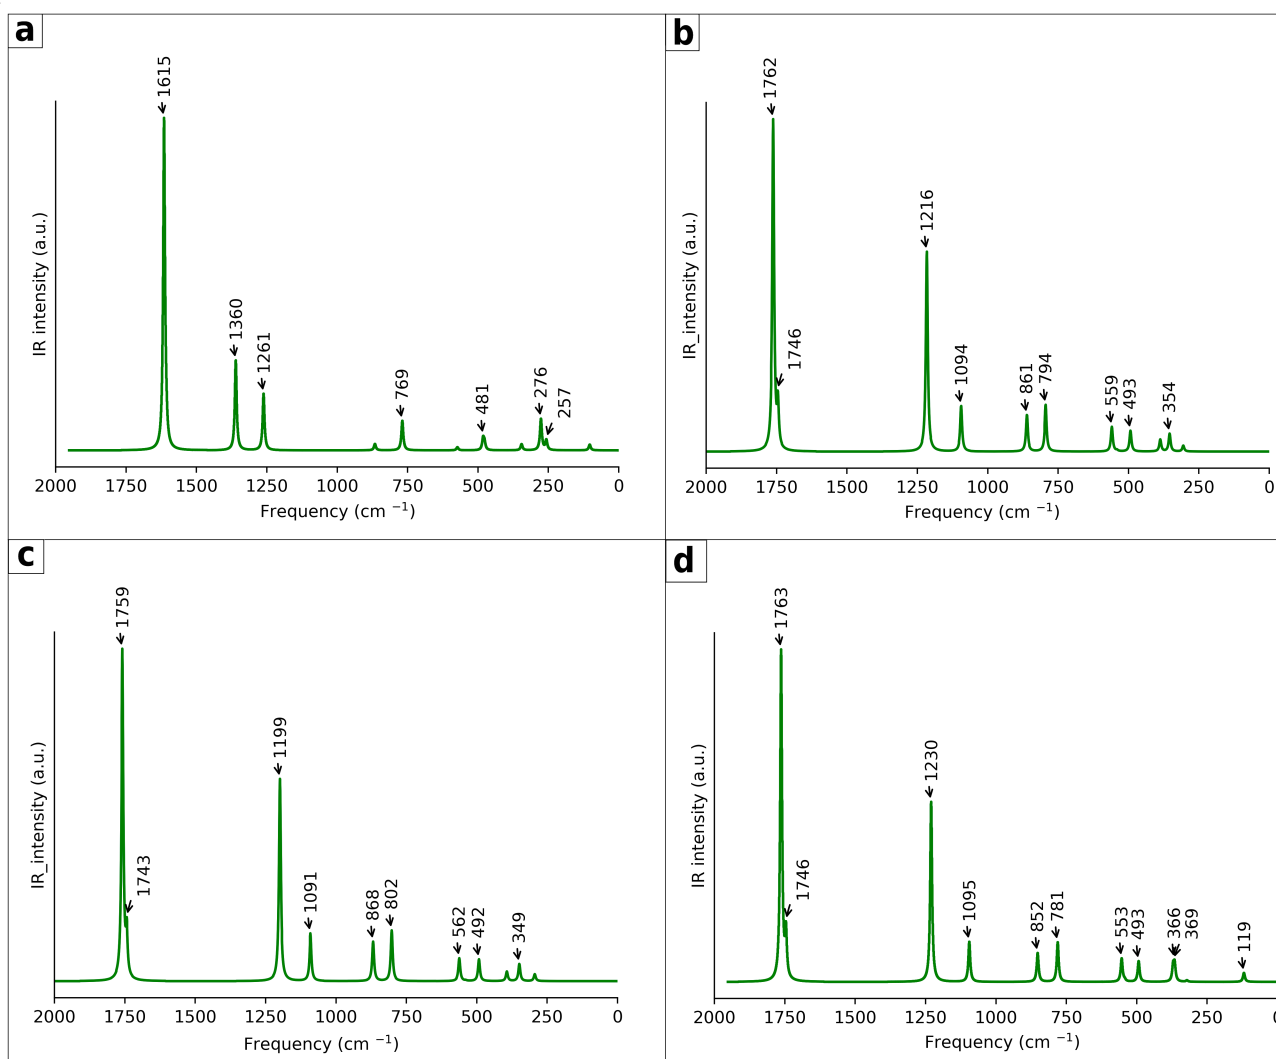 a
1615
1360
1261
769
481
276
257
IR intensity (a.u.)
2000 1750 1500 1250 1000 750 500 250 0
Frequency (cm ⁻¹)
b
1762
1746
1216
1094
861
794
559
493
354
IR_intensity (a.u.)
2000 1750 1500 1250 1000 750 500 250 0
Frequency (cm ⁻¹)
c
1759
1743
1199
1091
868
802
562
492
349
IR_intensity (a.u.)
2000 1750 1500 1250 1000 750 500 250 0
Frequency (cm ⁻¹)
d
1763
1746
1230
1095
852
781
553
493
366
369
119
IR intensity (a.u.)
2000 1750 1500 1250 1000 750 500 250 0
Frequency (cm ⁻¹)